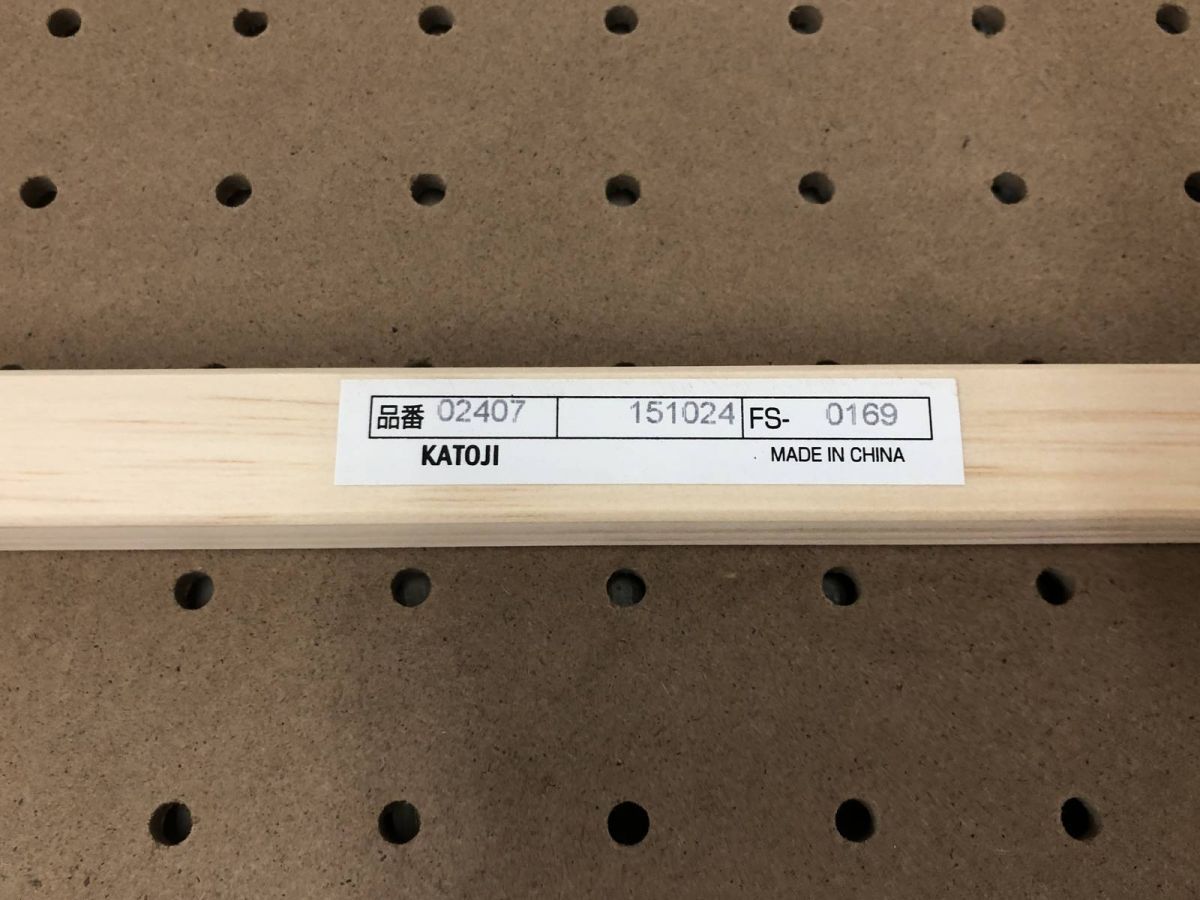 品番 02407 151024 FS- 0169
KATOJI MADE IN CHINA